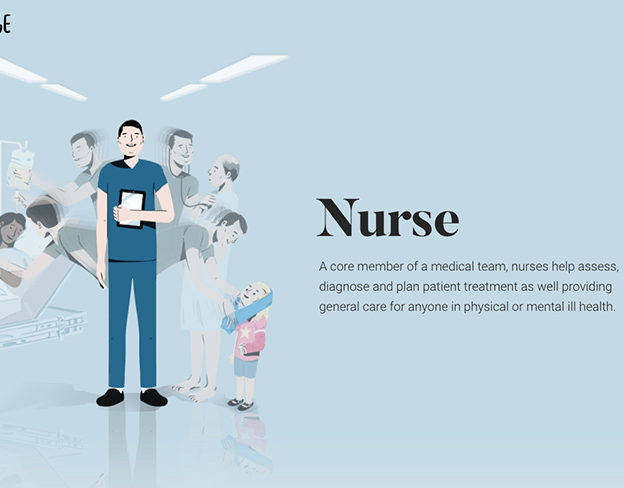 Nurse
A core member of a medical team, nurses help assess,
diagnose and plan patient treatment as well providing
general care for anyone in physical or mental ill health.